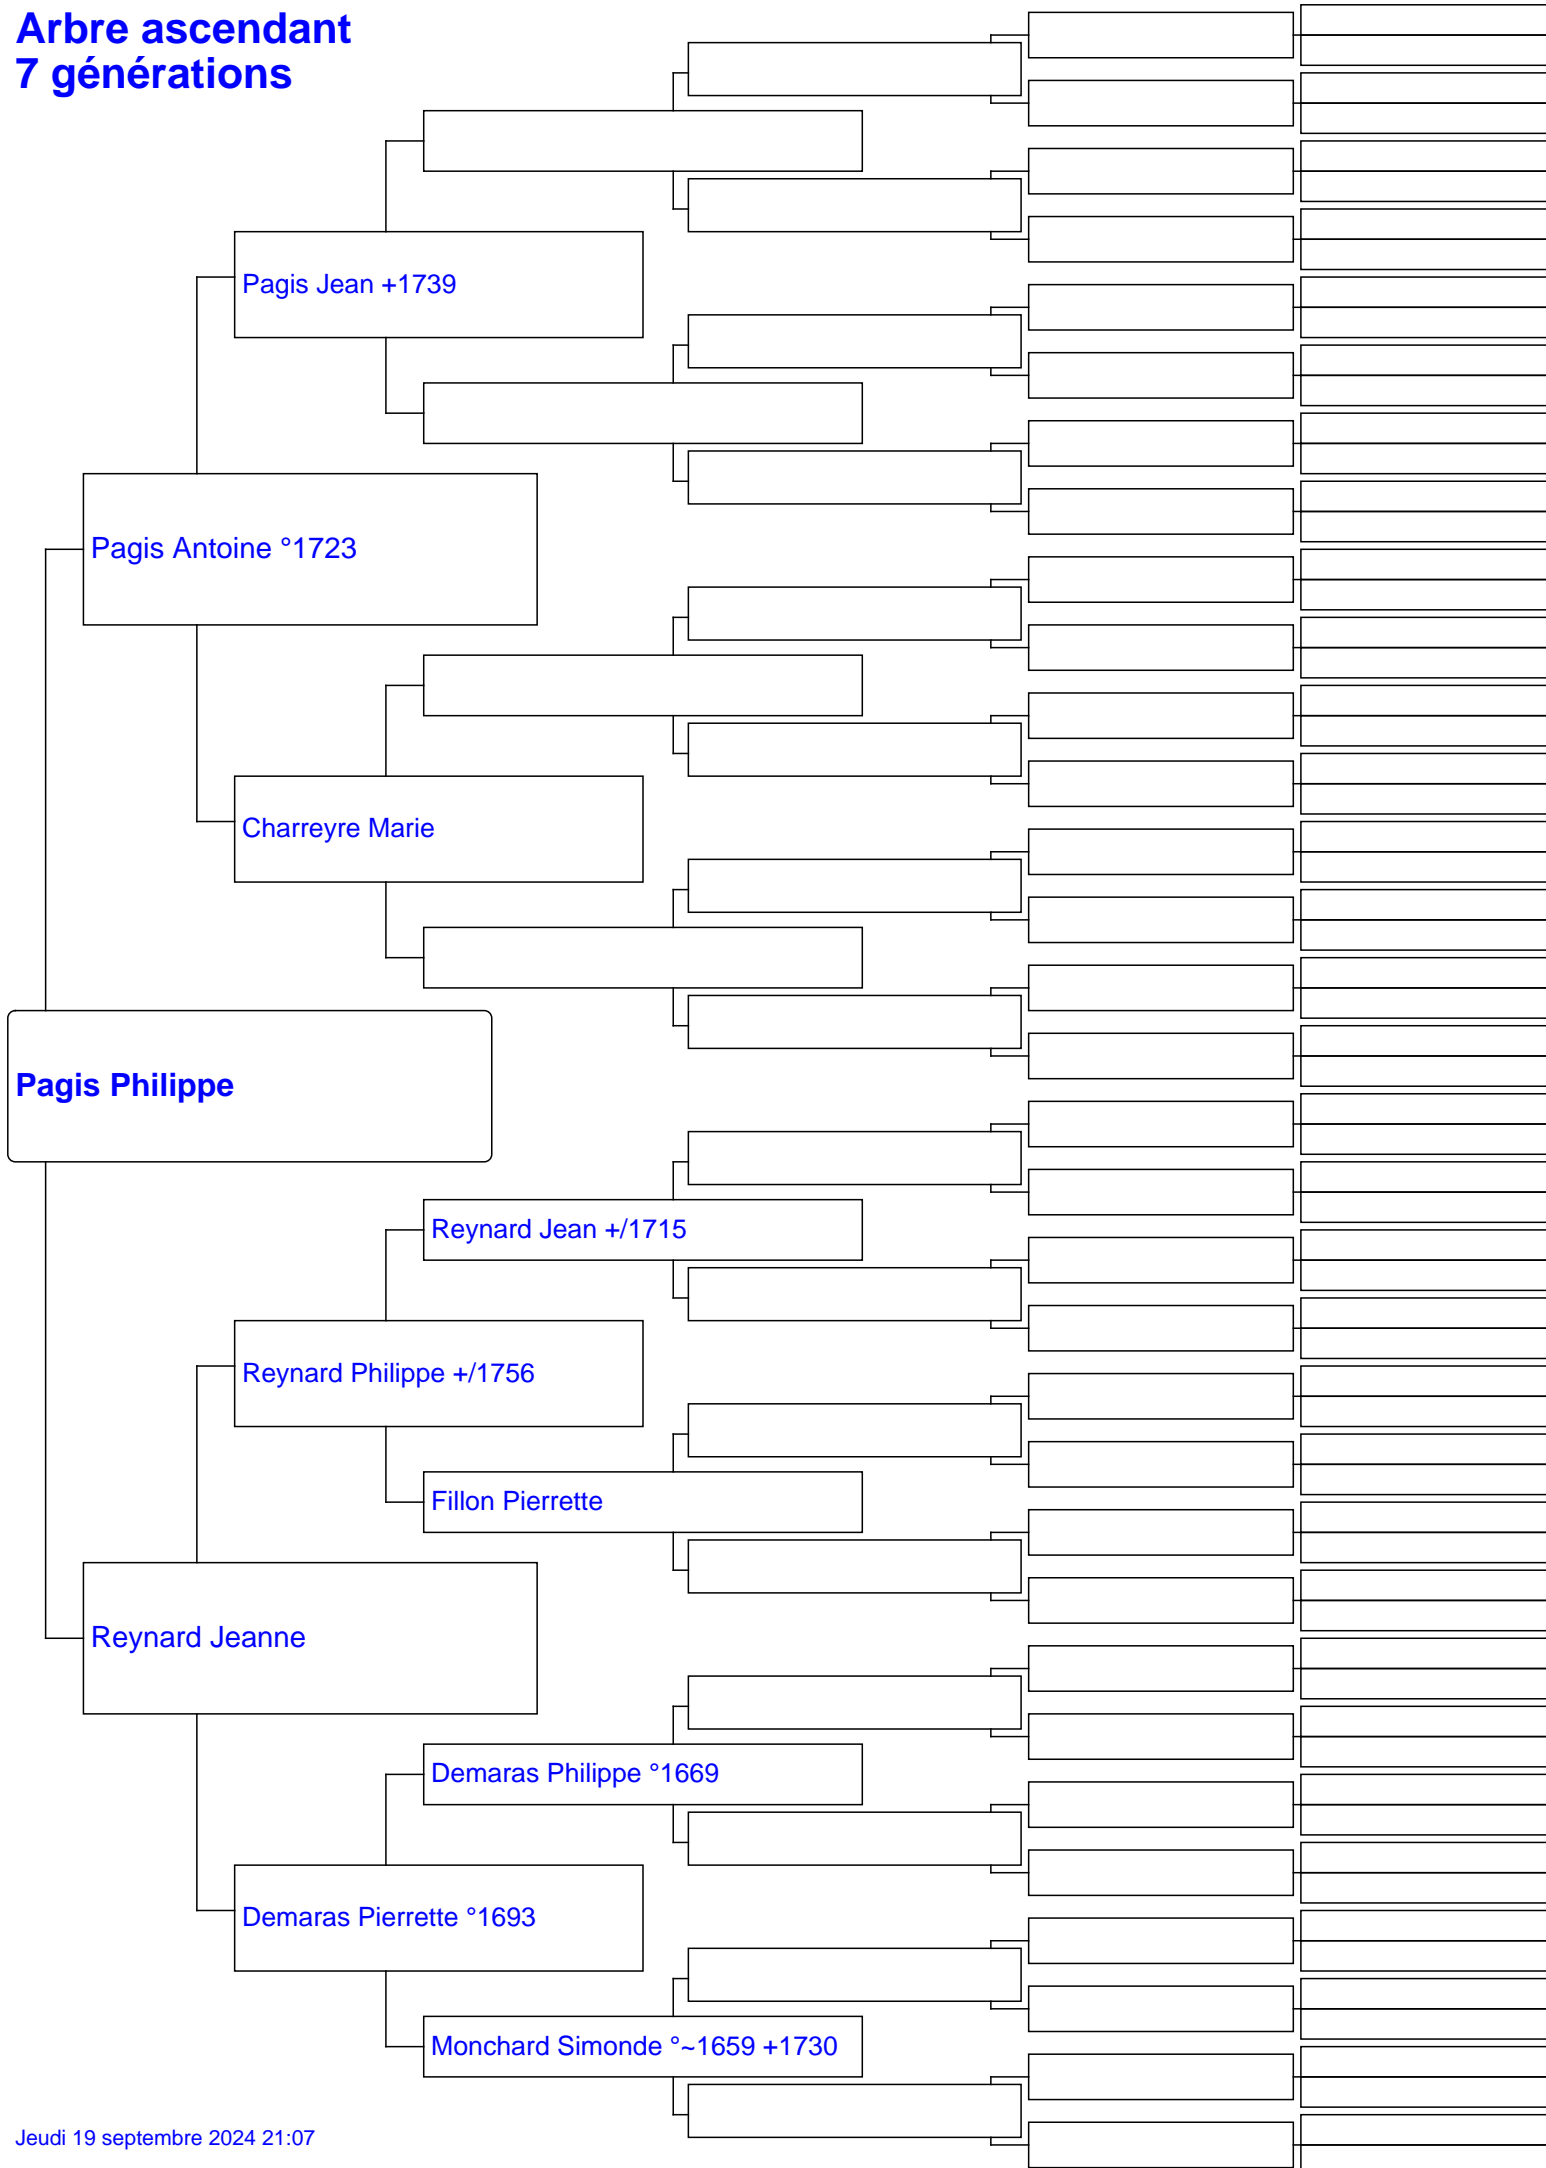 Arbre ascendant
7 générations
Pagis Jean +1739
Pagis Antoine °1723
Charreyre Marie
Pagis Philippe
Reynard Jean +/1715
Reynard Philippe +/1756
Fillon Pierrette
Reynard Jeanne
Demaras Philippe °1669
Demaras Pierrette °1693
Monchard Simonde °~1659 +1730
Jeudi 19 septembre 2024 21:07